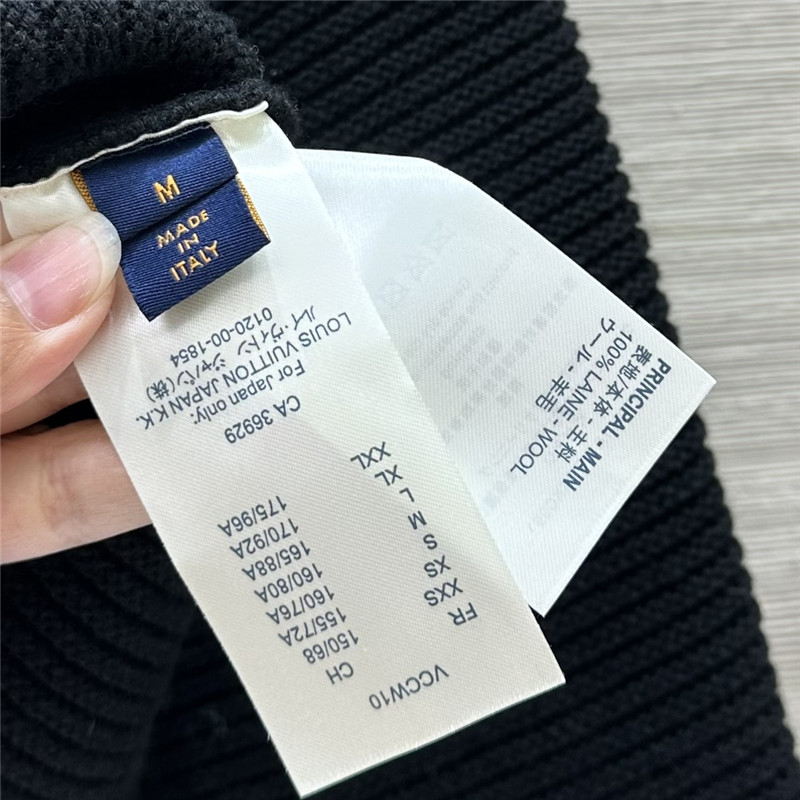 M
MADE
IN
ITALY
VCCW10
FR CH
XXS 150/68
XS 155/72A
S 160/76A
M 160/80A
L 165/88A
XL 170/92A
XXL 175/96A
CA 36929
For Japan only:
LOUIS VUITTON JAPAN K.K.
ルイ・ヴィトン ジャパン(株)
0120-00-1854
PRINCIPAL - MAIN
表地/本体 - 主料
100% LAINE - WOOL
ウール - 羊毛